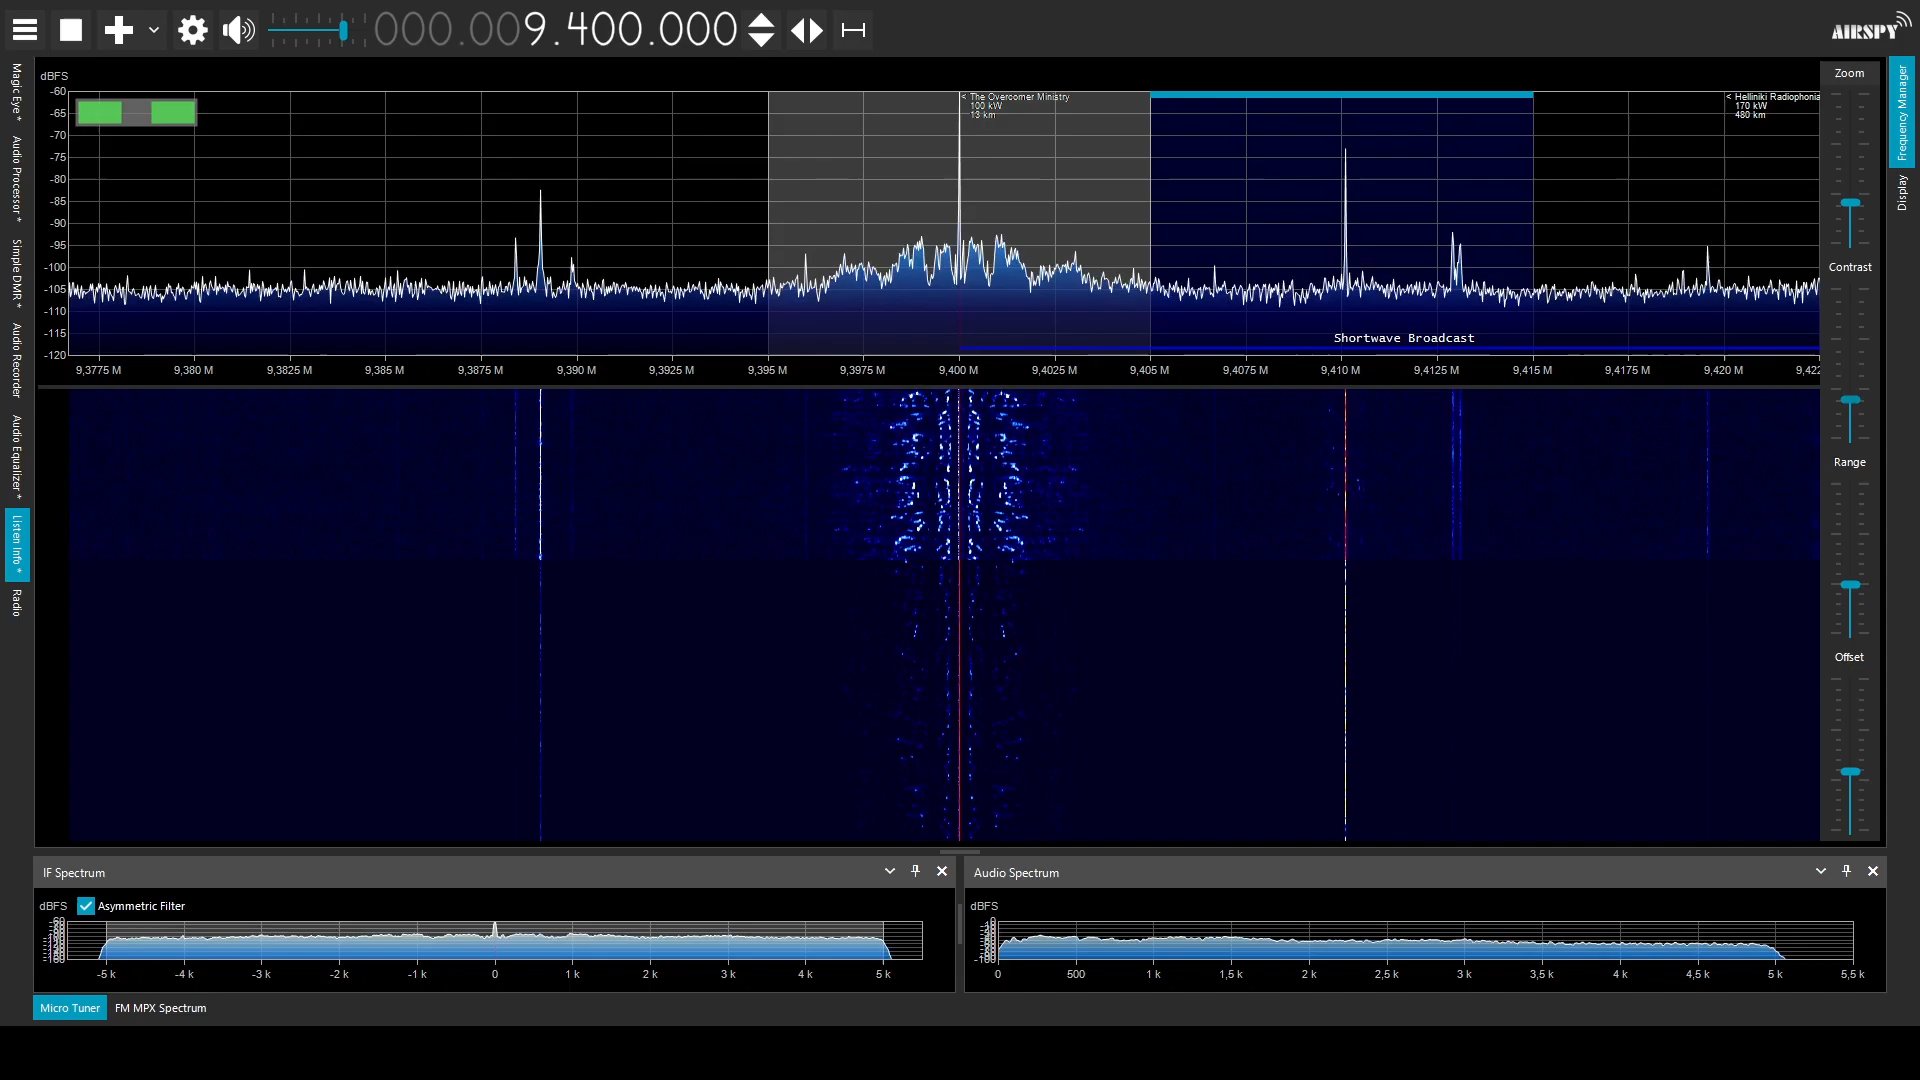 000.009.400.000
AIRSPY
Magic Eye *
Audio Processor *
Simple DMR *
Audio Recorder
Audio Equalizer *
Listen Info *
Radio
dBFS
-60
-65
-70
-75
-80
-85
-90
-95
-100
-105
-110
-115
-120
< The Overcomer Ministry
100 kW
13 km
< Helliniki Radiophonia
170 kW
480 km
Shortwave Broadcast
9,3775 M 9,380 M 9,3825 M 9,385 M 9,3875 M 9,390 M 9,3925 M 9,395 M 9,3975 M 9,400 M 9,4025 M 9,405 M 9,4075 M 9,410 M 9,4125 M 9,415 M 9,4175 M 9,420 M 9,422
Zoom
Contrast
Range
Offset
Frequency Manager
Display
IF Spectrum
dBFS Asymmetric Filter
-5 k -4 k -3 k -2 k -1 k 0 1 k 2 k 3 k 4 k 5 k
Audio Spectrum
dBFS
0 500 1 k 1,5 k 2 k 2,5 k 3 k 3,5 k 4 k 4,5 k 5 k 5,5 k
Micro Tuner FM MPX Spectrum